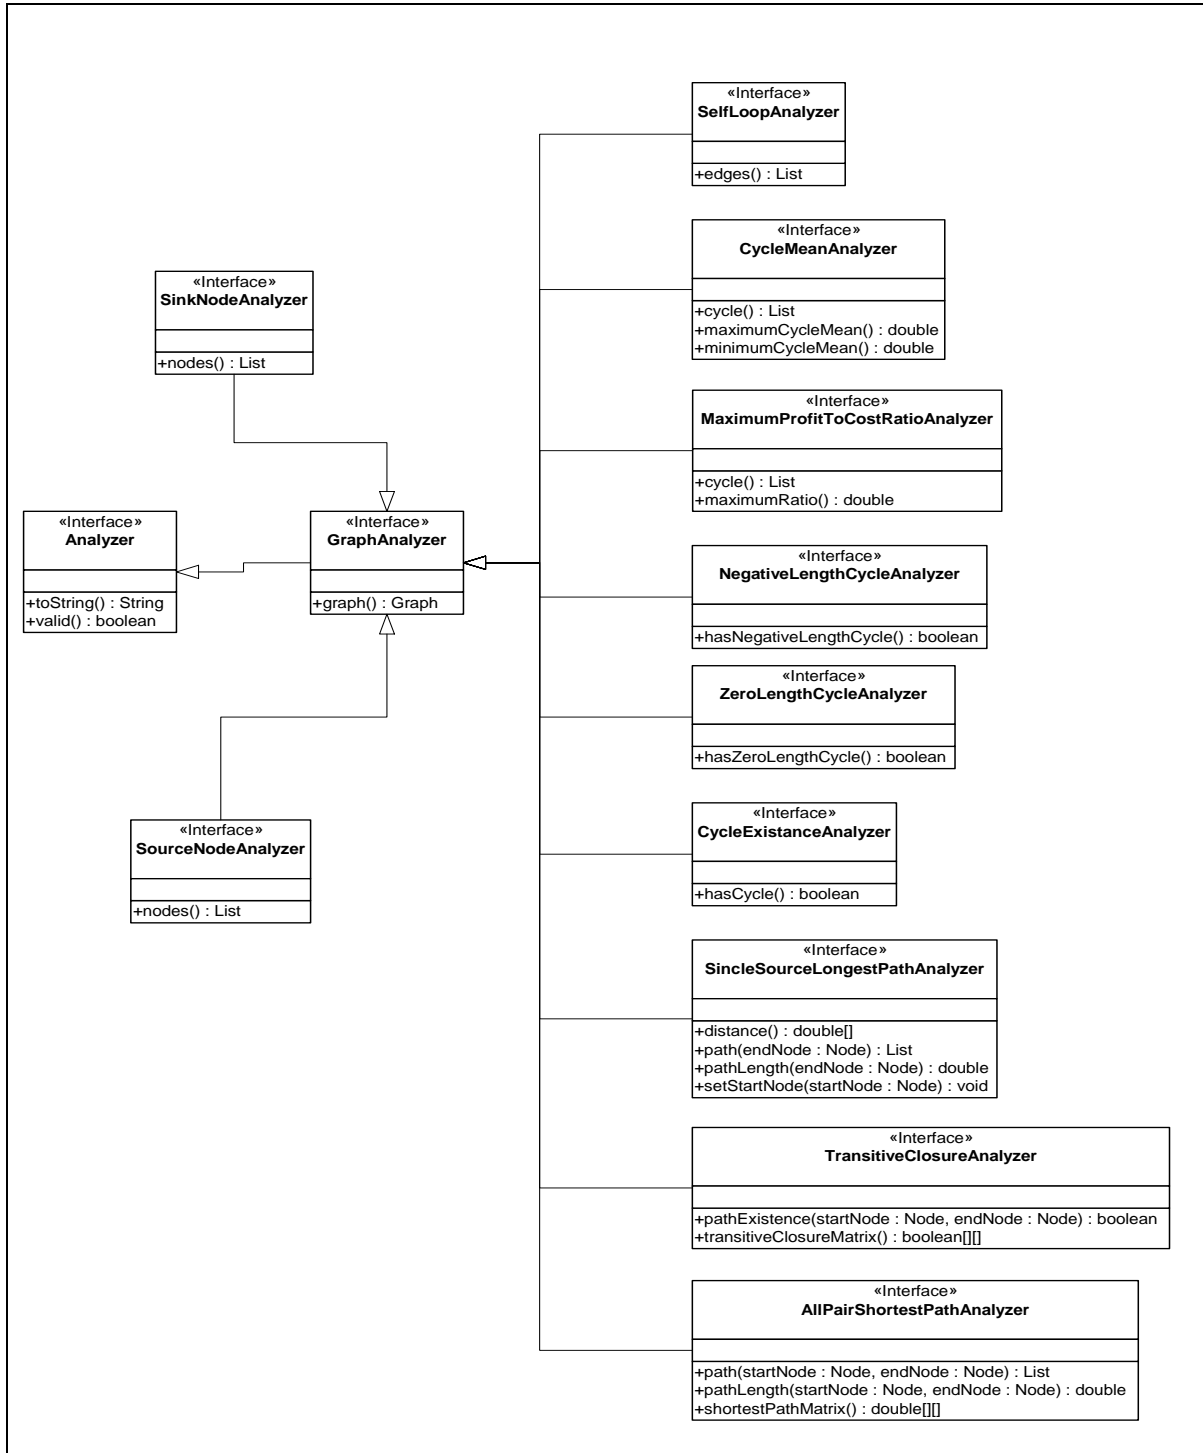 «Interface»
SelfLoopAnalyzer
+edges() : List
«Interface»
CycleMeanAnalyzer
+cycle() : List
+maximumCycleMean() : double
+minimumCycleMean() : double
«Interface»
SinkNodeAnalyzer
+nodes() : List
«Interface»
MaximumProfitToCostRatioAnalyzer
+cycle() : List
+maximumRatio() : double
«Interface»
Analyzer
+toString() : String
+valid() : boolean
«Interface»
GraphAnalyzer
+graph() : Graph
«Interface»
NegativeLengthCycleAnalyzer
+hasNegativeLengthCycle() : boolean
«Interface»
ZeroLengthCycleAnalyzer
+hasZeroLengthCycle() : boolean
«Interface»
SourceNodeAnalyzer
+nodes() : List
«Interface»
CycleExistanceAnalyzer
+hasCycle() : boolean
«Interface»
SincleSourceLongestPathAnalyzer
+distance() : double[]
+path(endNode : Node) : List
+pathLength(endNode : Node) : double
+setStartNode(startNode : Node) : void
«Interface»
TransitiveClosureAnalyzer
+pathExistence(startNode : Node, endNode : Node) : boolean
+transitiveClosureMatrix() : boolean[][]
«Interface»
AllPairShortestPathAnalyzer
+path(startNode : Node, endNode : Node) : List
+pathLength(startNode : Node, endNode : Node) : double
+shortestPathMatrix() : double[][]